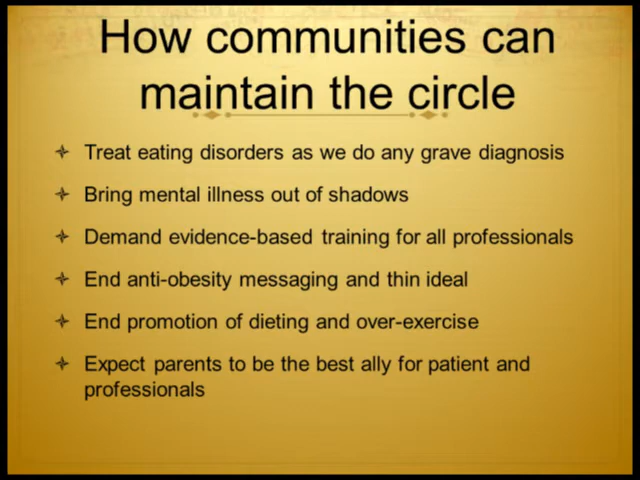 How communities can
maintain the circle
Treat eating disorders as we do any grave diagnosis
Bring mental illness out of shadows
Demand evidence-based training for all professionals
End anti-obesity messaging and thin ideal
End promotion of dieting and over-exercise
Expect parents to be the best ally for patient and
professionals